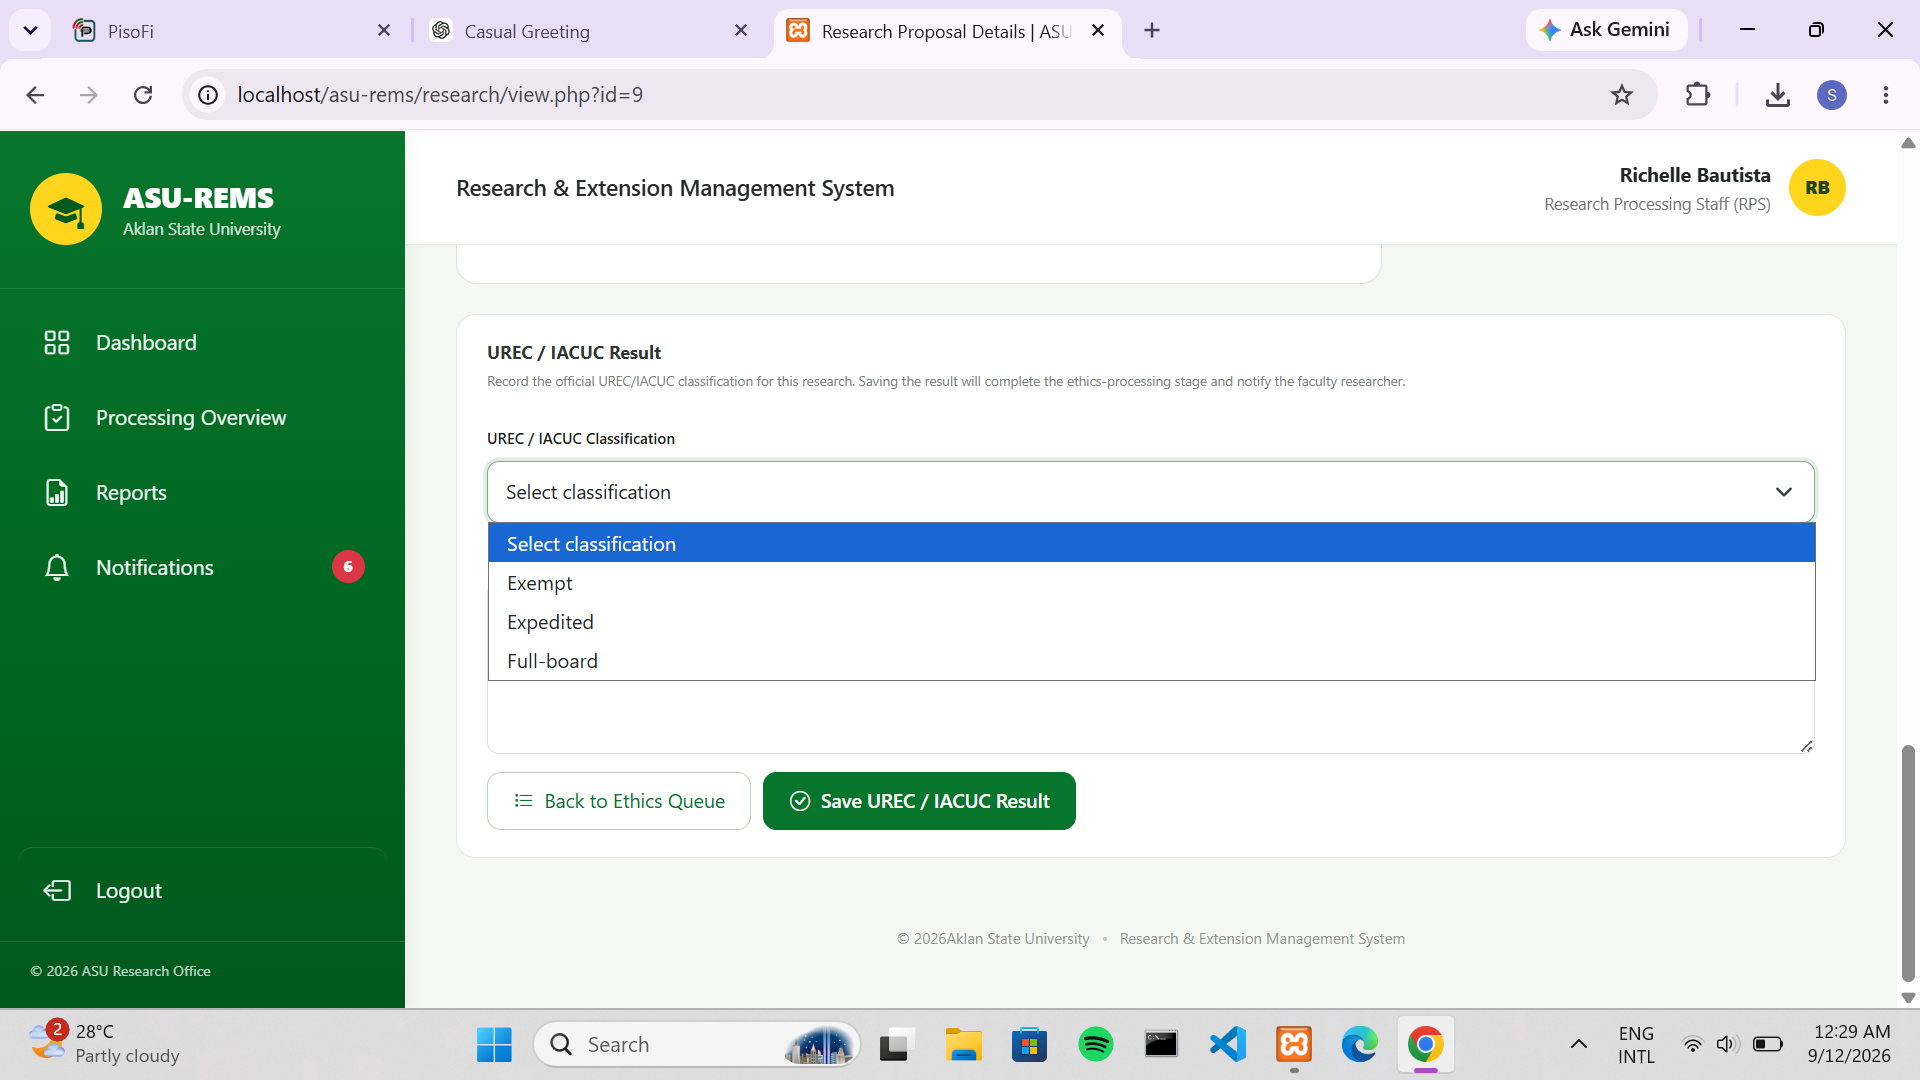 PisoFi
Casual Greeting
Research Proposal Details | ASU
Ask Gemini
localhost/asu-rems/research/view.php?id=9
S
ASU-REMS
Aklan State University
Research & Extension Management System
Richelle Bautista
Research Processing Staff (RPS)
RB
Dashboard
Processing Overview
Reports
Notifications
6
Logout
© 2026 ASU Research Office
UREC / IACUC Result
Record the official UREC/IACUC classification for this research. Saving the result will complete the ethics-processing stage and notify the faculty researcher.
UREC / IACUC Classification
Select classification
Select classification
Exempt
Expedited
Full-board
Back to Ethics Queue
Save UREC / IACUC Result
© 2026Aklan State University • Research & Extension Management System
2
28°C
Partly cloudy
Search
ENG
INTL
12:29 AM
9/12/2026